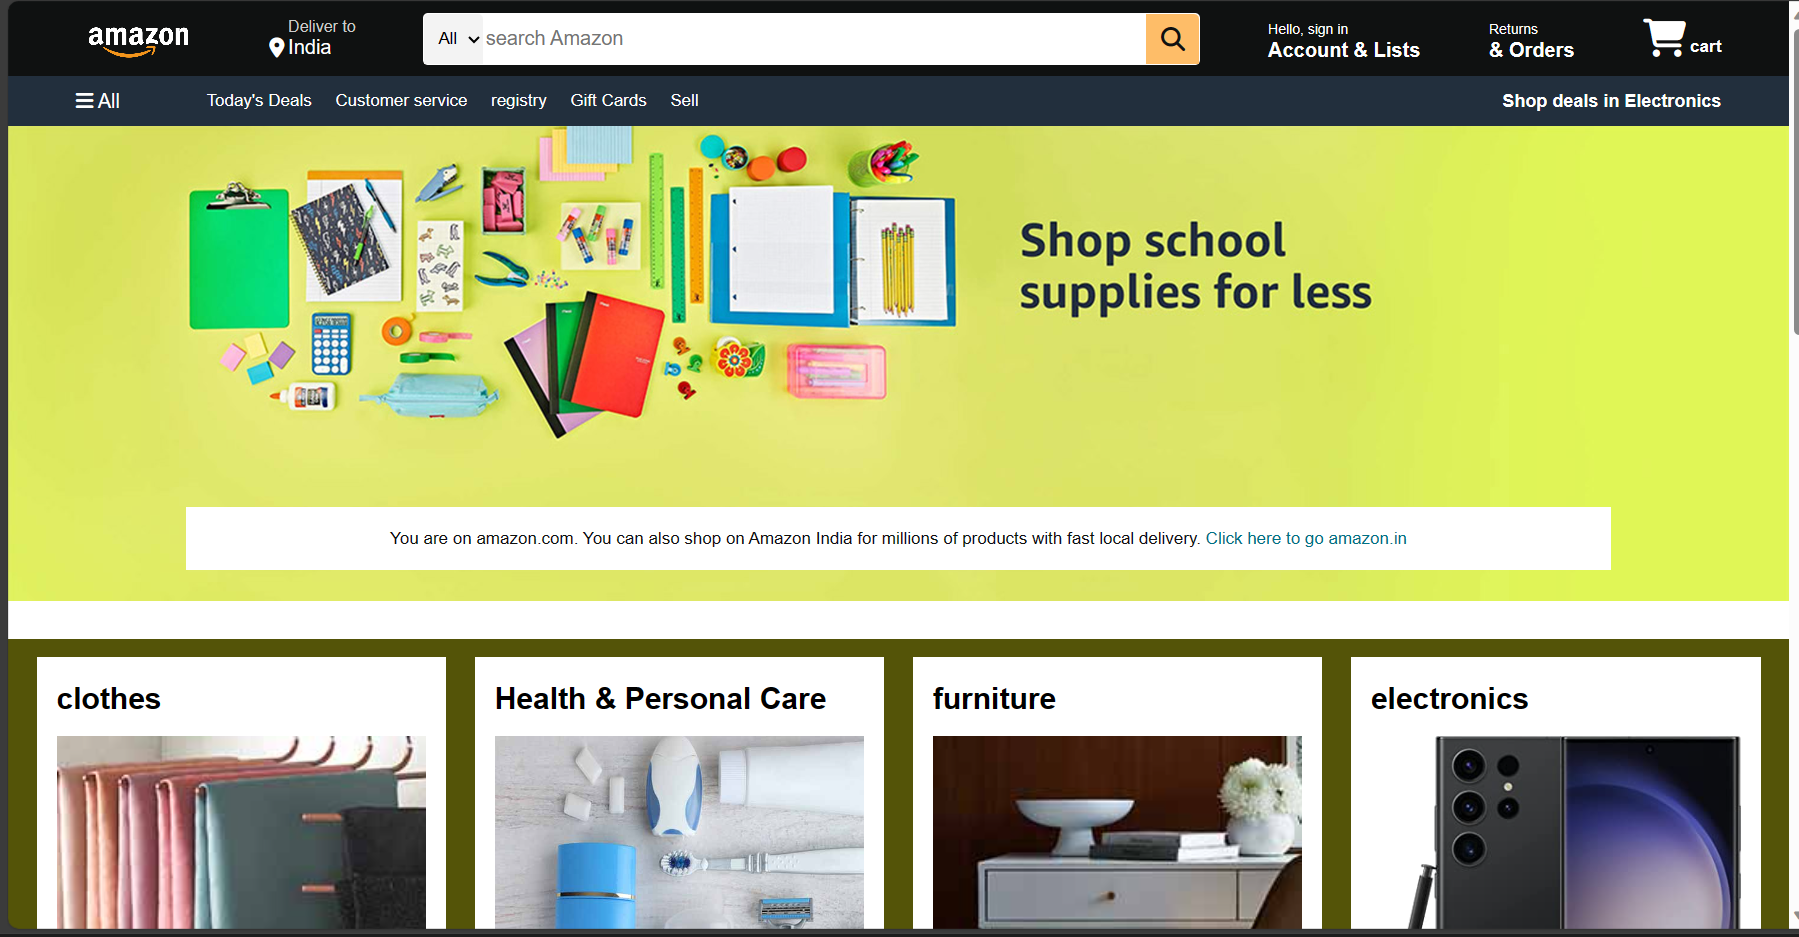 amazon
Deliver to
India
All
search Amazon
Hello, sign in
Account & Lists
Returns
& Orders
cart
All
Today's Deals
Customer service
registry
Gift Cards
Sell
Shop deals in Electronics
Shop school
supplies for less
You are on amazon.com. You can also shop on Amazon India for millions of products with fast local delivery. Click here to go amazon.in
clothes
Health & Personal Care
furniture
electronics